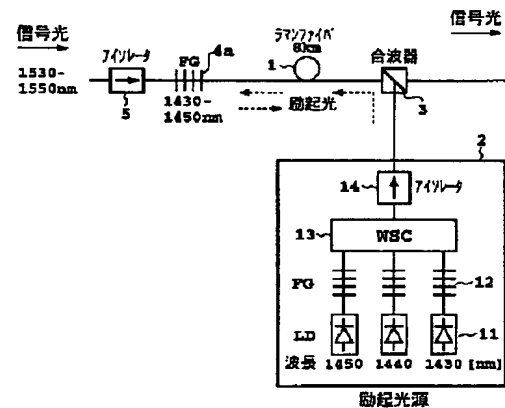 信号光
信号光
アイソレータ
FG
4a
ラマンファイバ
80km
1
合波器
1530-
1550nm
5
1430-
1450nm
励起光
3
2
14
アイソレータ
13
WSC
FG
12
LD
11
波長 1450 1440 1430 [nm]
励起光源